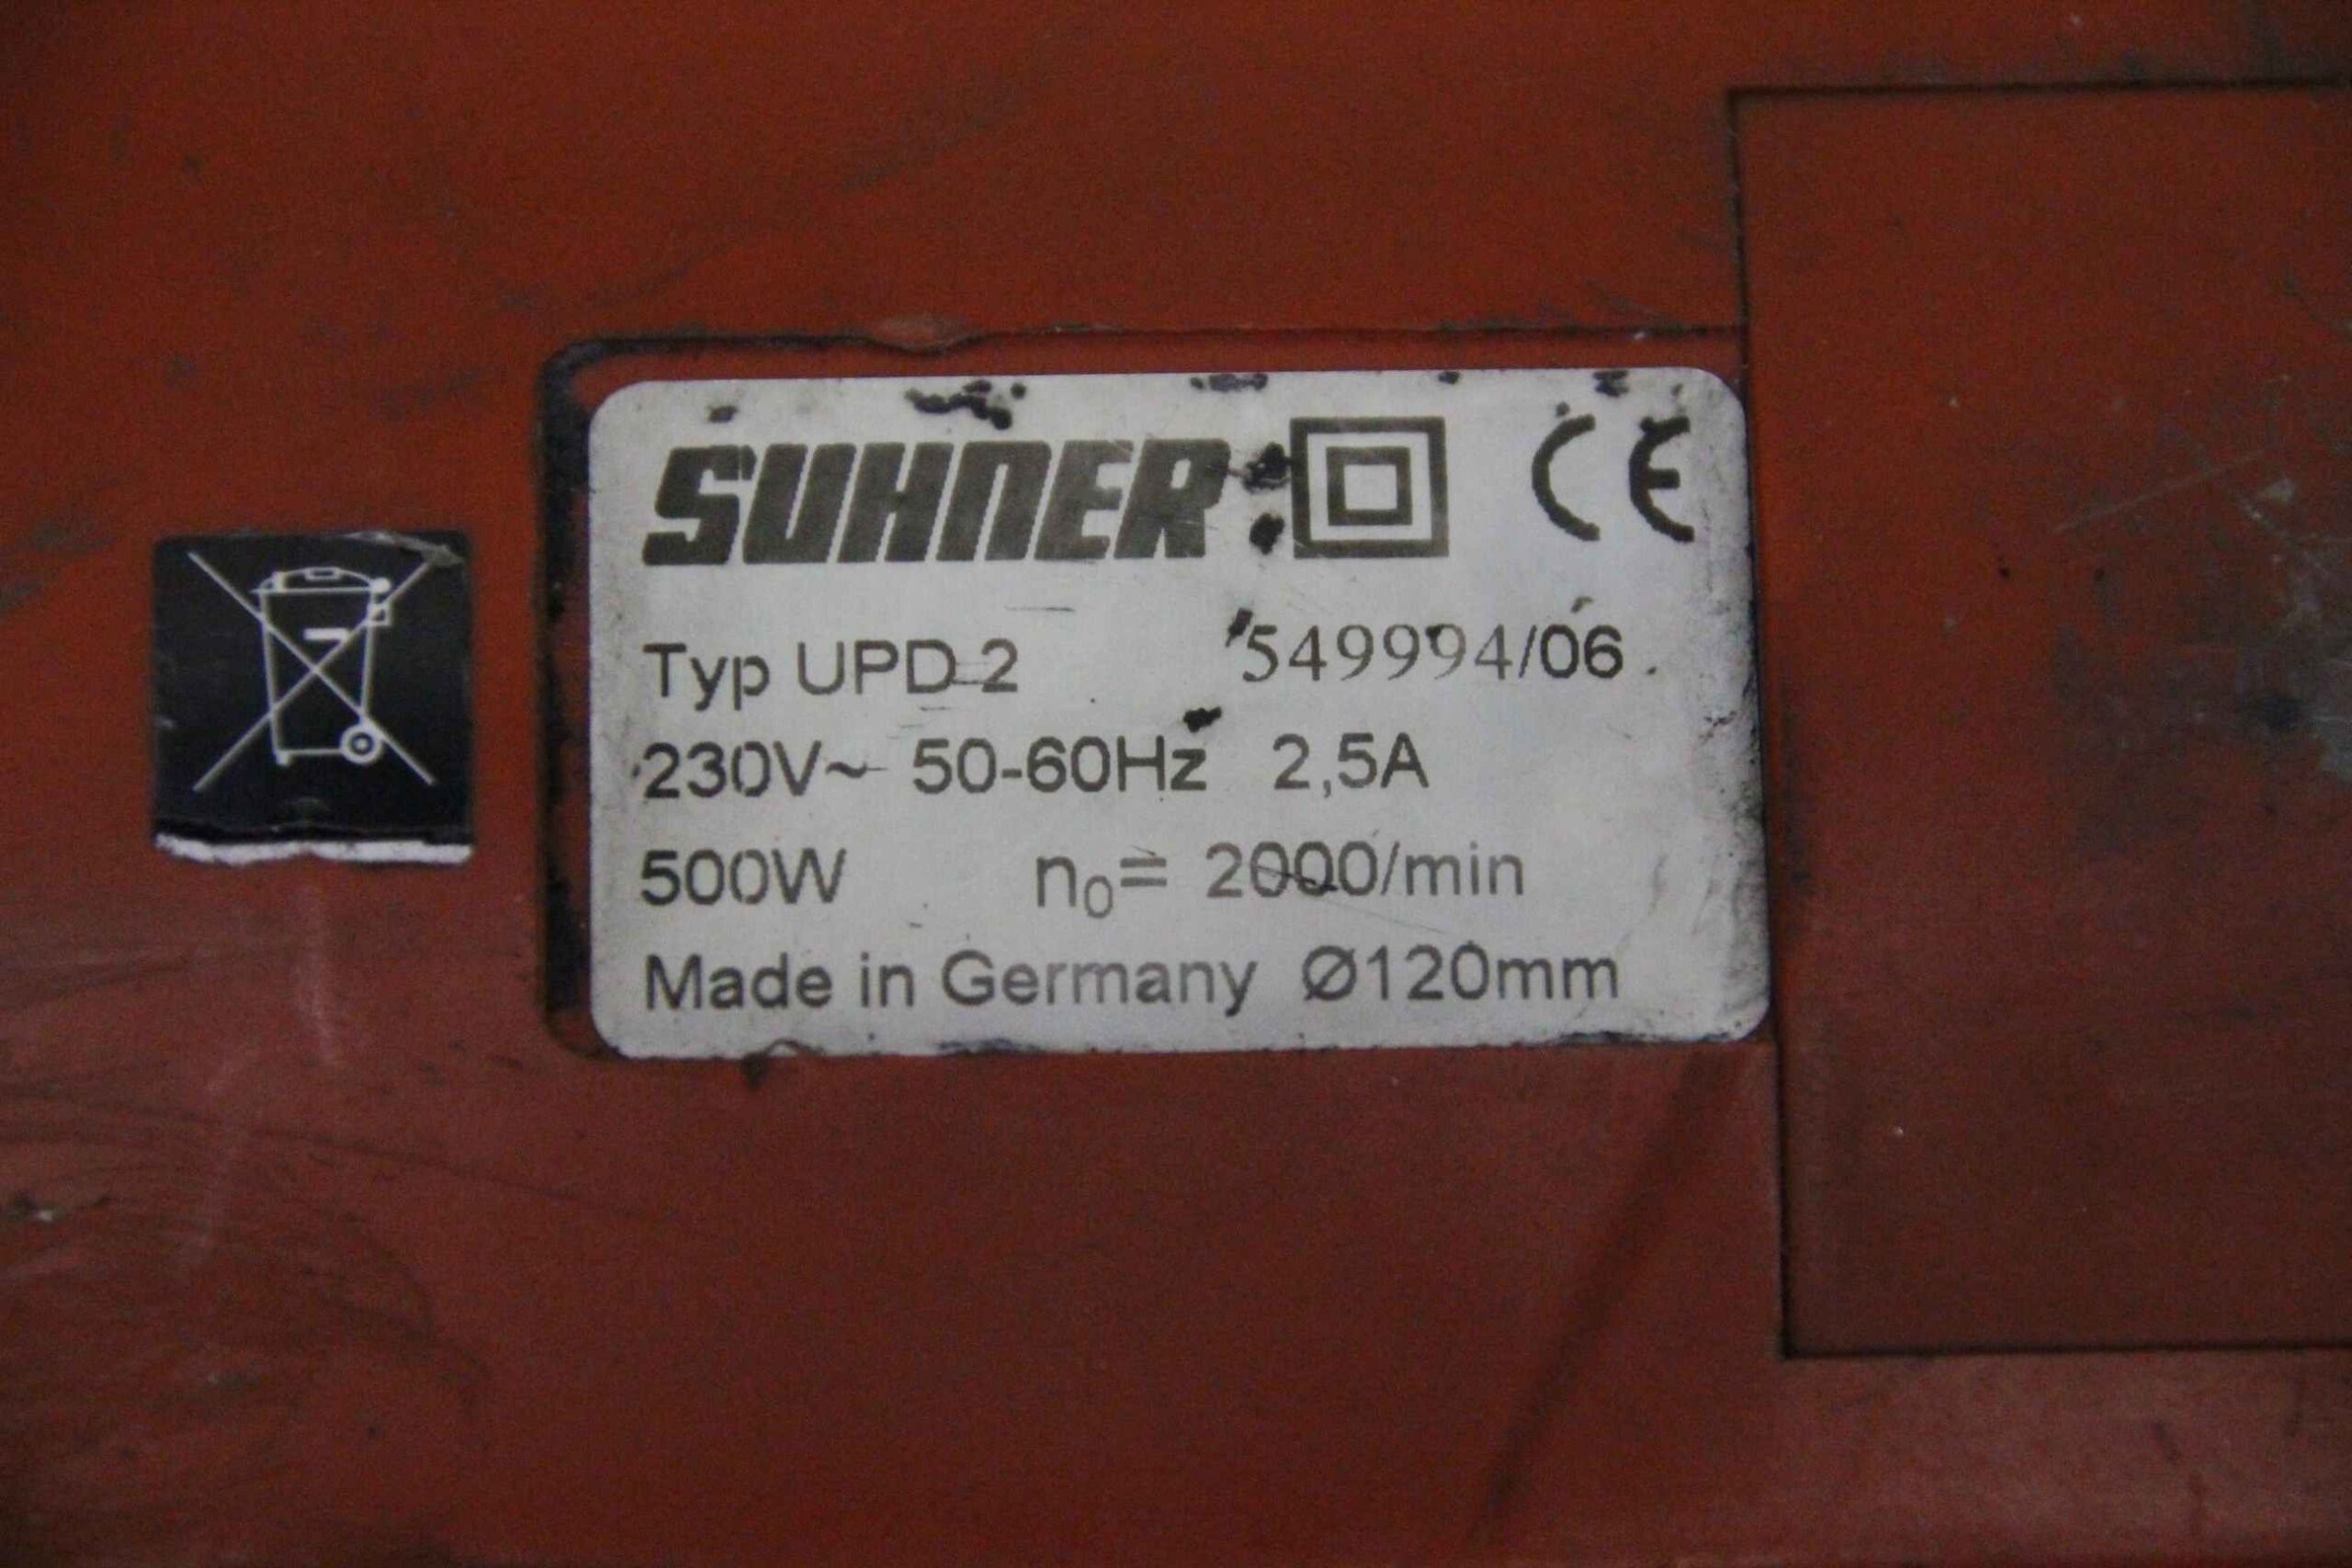 SUHNER CE
Typ UPD 2 549994/06
230V~ 50-60Hz 2,5A
500W n₀= 2000/min
Made in Germany Ø120mm